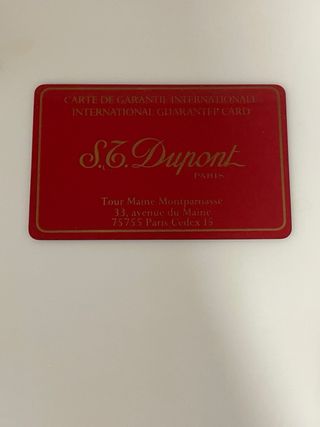 CARTE DE GARANTIE INTERNATIONALE
INTERNATIONAL GUARANTEE CARD
S.T. Dupont
PARIS
Tour Maine Montparnasse
33, avenue du Maine
75755 Paris Cedex 15